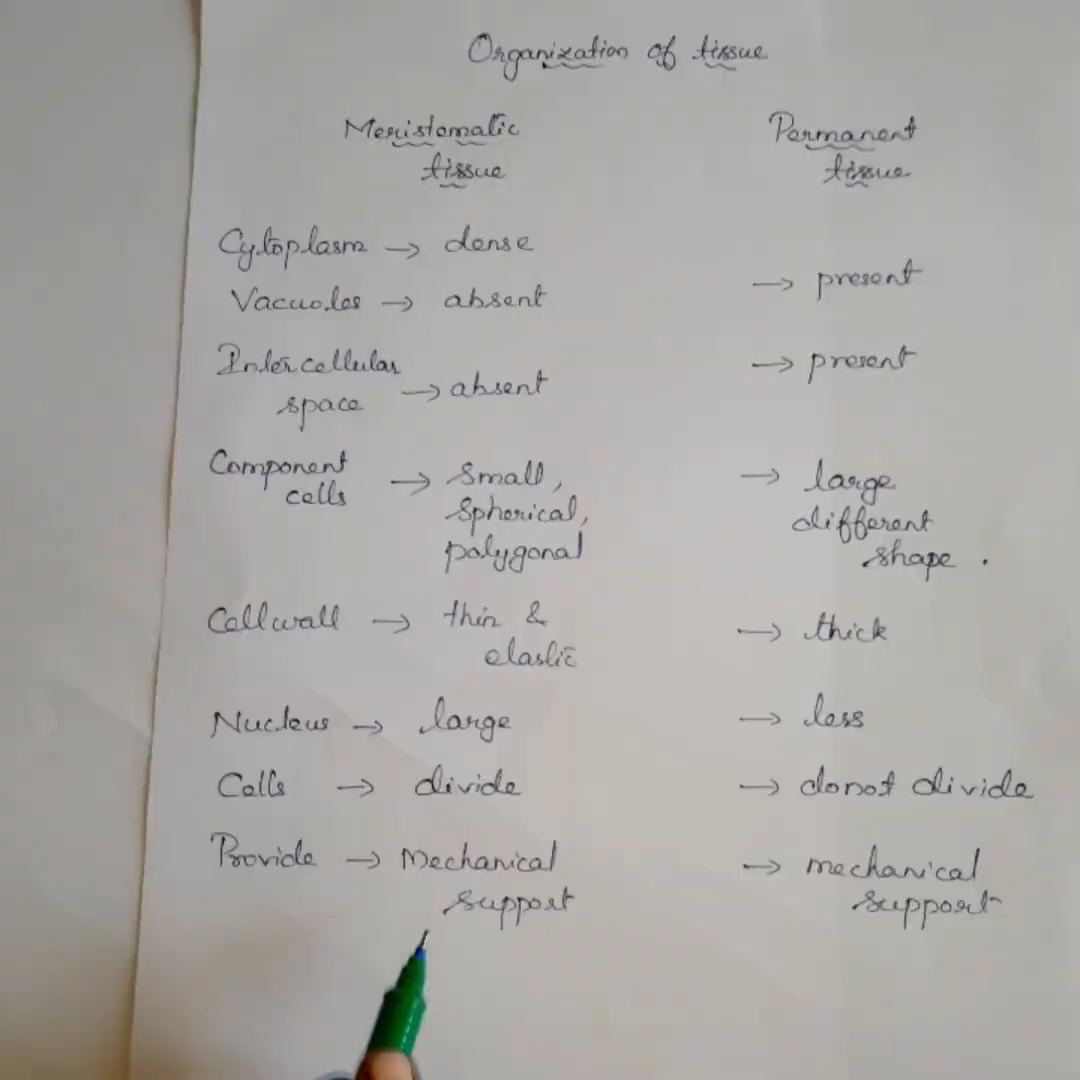 Organization of tissue
Meristematic Permanent
tissue tissue
Cytoplasm → dense
Vacuoles → absent → present
Intercellular → present
space → absent
Component → small, → large
cells spherical, different
polygonal shape .
Cellwall → thin & → thick
elastic
Nucleus → large → less
Cells → divide → donot divide
Provide → Mechanical → mechanical
support support